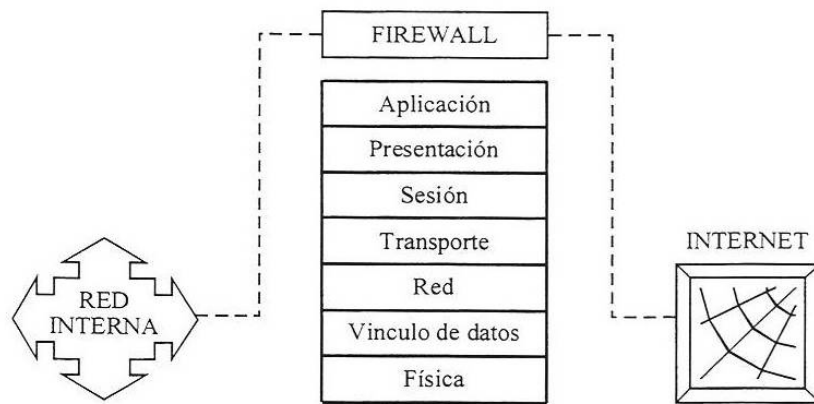 FIREWALL
Aplicación
Presentación
Sesión
Transporte
Red
Vinculo de datos
Física
RED
INTERNA
INTERNET